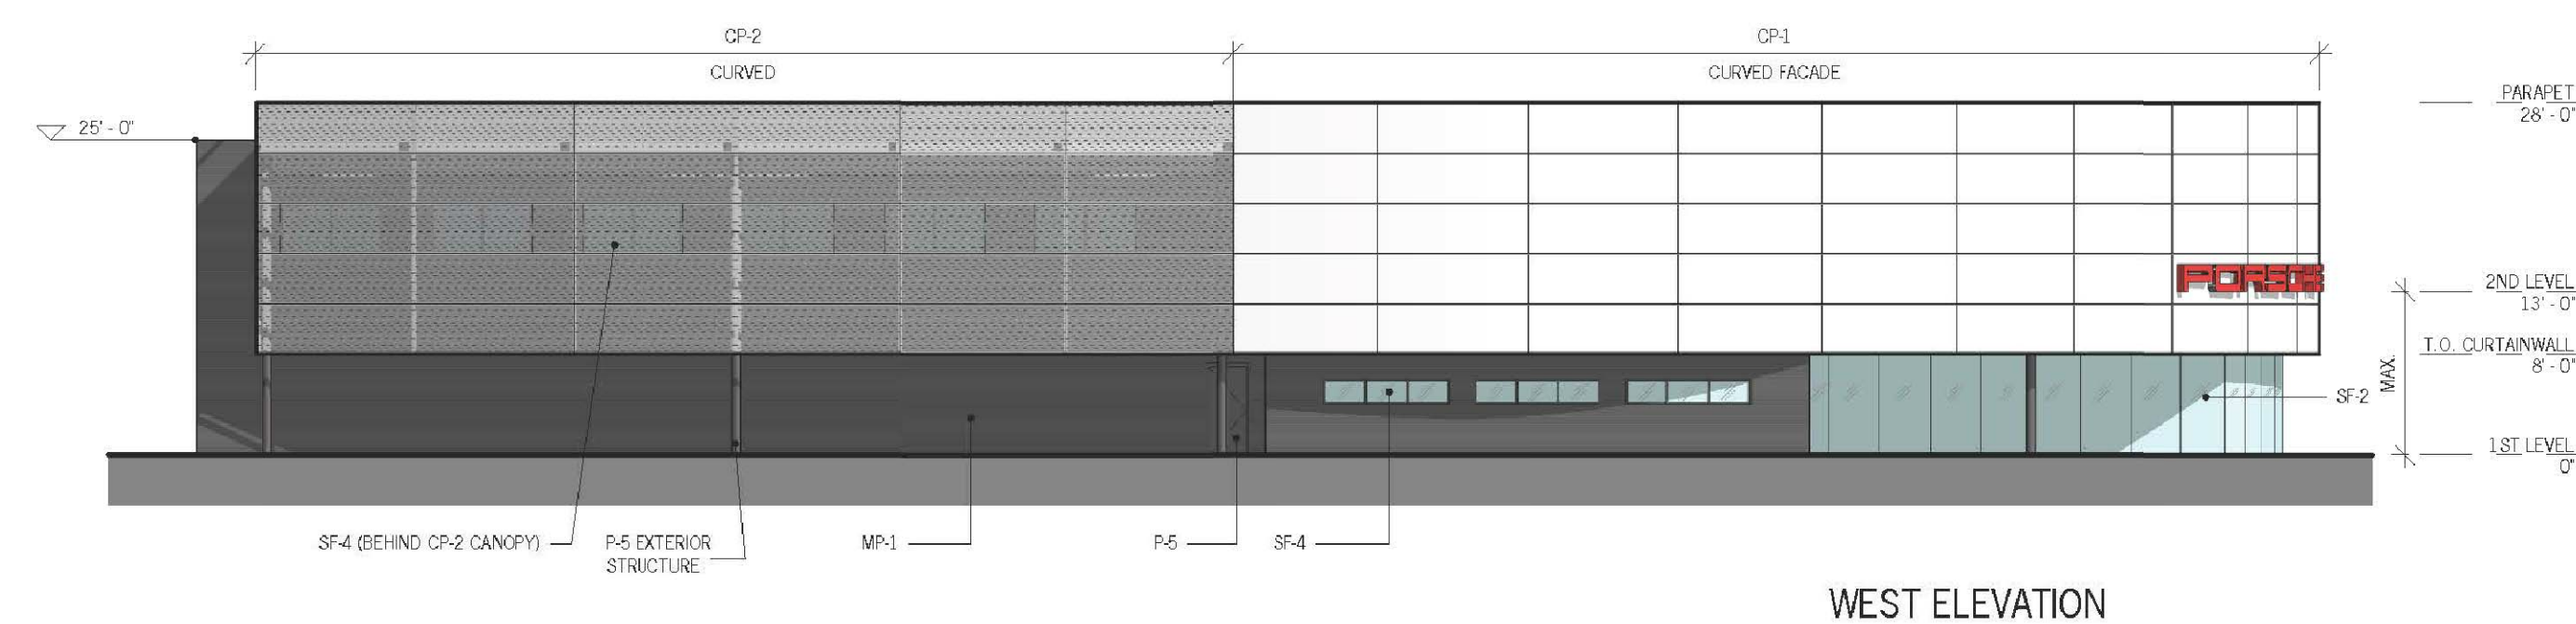 CP-2
CP-1
CURVED
CURVED FACADE
PARAPET
28' - 0"
25' - 0"
PORSCHE
2ND LEVEL
13' - 0"
T.O. CURTAINWALL
8' - 0"
MAX.
SF-2
1ST LEVEL
0"
SF-4 (BEHIND CP-2 CANOPY)
P-5 EXTERIOR
STRUCTURE
MP-1
P-5
SF-4
WEST ELEVATION